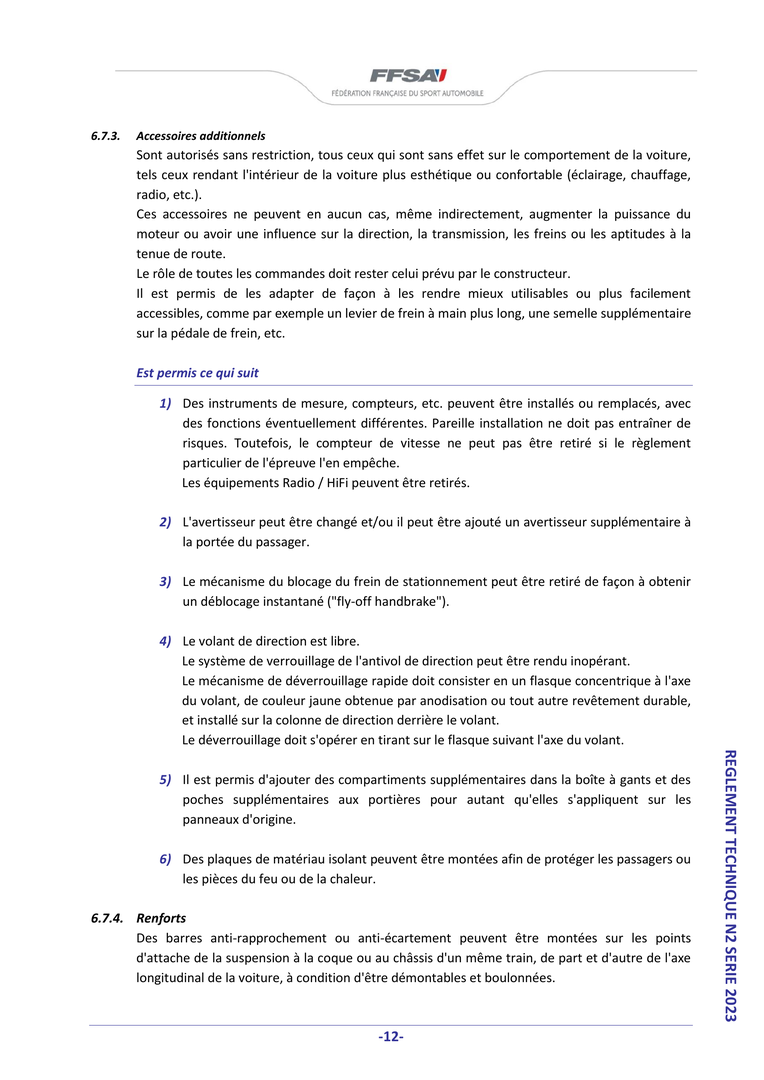 FFSA
FÉDÉRATION FRANÇAISE DU SPORT AUTOMOBILE
6.7.3. Accessoires additionnels
Sont autorisés sans restriction, tous ceux qui sont sans effet sur le comportement de la voiture,
tels ceux rendant l'intérieur de la voiture plus esthétique ou confortable (éclairage, chauffage,
radio, etc.).
Ces accessoires ne peuvent en aucun cas, même indirectement, augmenter la puissance du
moteur ou avoir une influence sur la direction, la transmission, les freins ou les aptitudes à la
tenue de route.
Le rôle de toutes les commandes doit rester celui prévu par le constructeur.
Il est permis de les adapter de façon à les rendre mieux utilisables ou plus facilement
accessibles, comme par exemple un levier de frein à main plus long, une semelle supplémentaire
sur la pédale de frein, etc.
Est permis ce qui suit
1) Des instruments de mesure, compteurs, etc. peuvent être installés ou remplacés, avec
des fonctions éventuellement différentes. Pareille installation ne doit pas entraîner de
risques. Toutefois, le compteur de vitesse ne peut pas être retiré si le règlement
particulier de l'épreuve l'en empêche.
Les équipements Radio / HiFi peuvent être retirés.
2) L'avertisseur peut être changé et/ou il peut être ajouté un avertisseur supplémentaire à
la portée du passager.
3) Le mécanisme du blocage du frein de stationnement peut être retiré de façon à obtenir
un déblocage instantané ("fly-off handbrake").
4) Le volant de direction est libre.
Le système de verrouillage de l'antivol de direction peut être rendu inopérant.
Le mécanisme de déverrouillage rapide doit consister en un flasque concentrique à l'axe
du volant, de couleur jaune obtenue par anodisation ou tout autre revêtement durable,
et installé sur la colonne de direction derrière le volant.
Le déverrouillage doit s'opérer en tirant sur le flasque suivant l'axe du volant.
5) Il est permis d'ajouter des compartiments supplémentaires dans la boîte à gants et des
poches supplémentaires aux portières pour autant qu'elles s'appliquent sur les
panneaux d'origine.
6) Des plaques de matériau isolant peuvent être montées afin de protéger les passagers ou
les pièces du feu ou de la chaleur.
6.7.4. Renforts
Des barres anti-rapprochement ou anti-écartement peuvent être montées sur les points
d'attache de la suspension à la coque ou au châssis d'un même train, de part et d'autre de l'axe
longitudinal de la voiture, à condition d'être démontables et boulonnées.
REGLEMENT TECHNIQUE N2 SERIE 2023
-12-